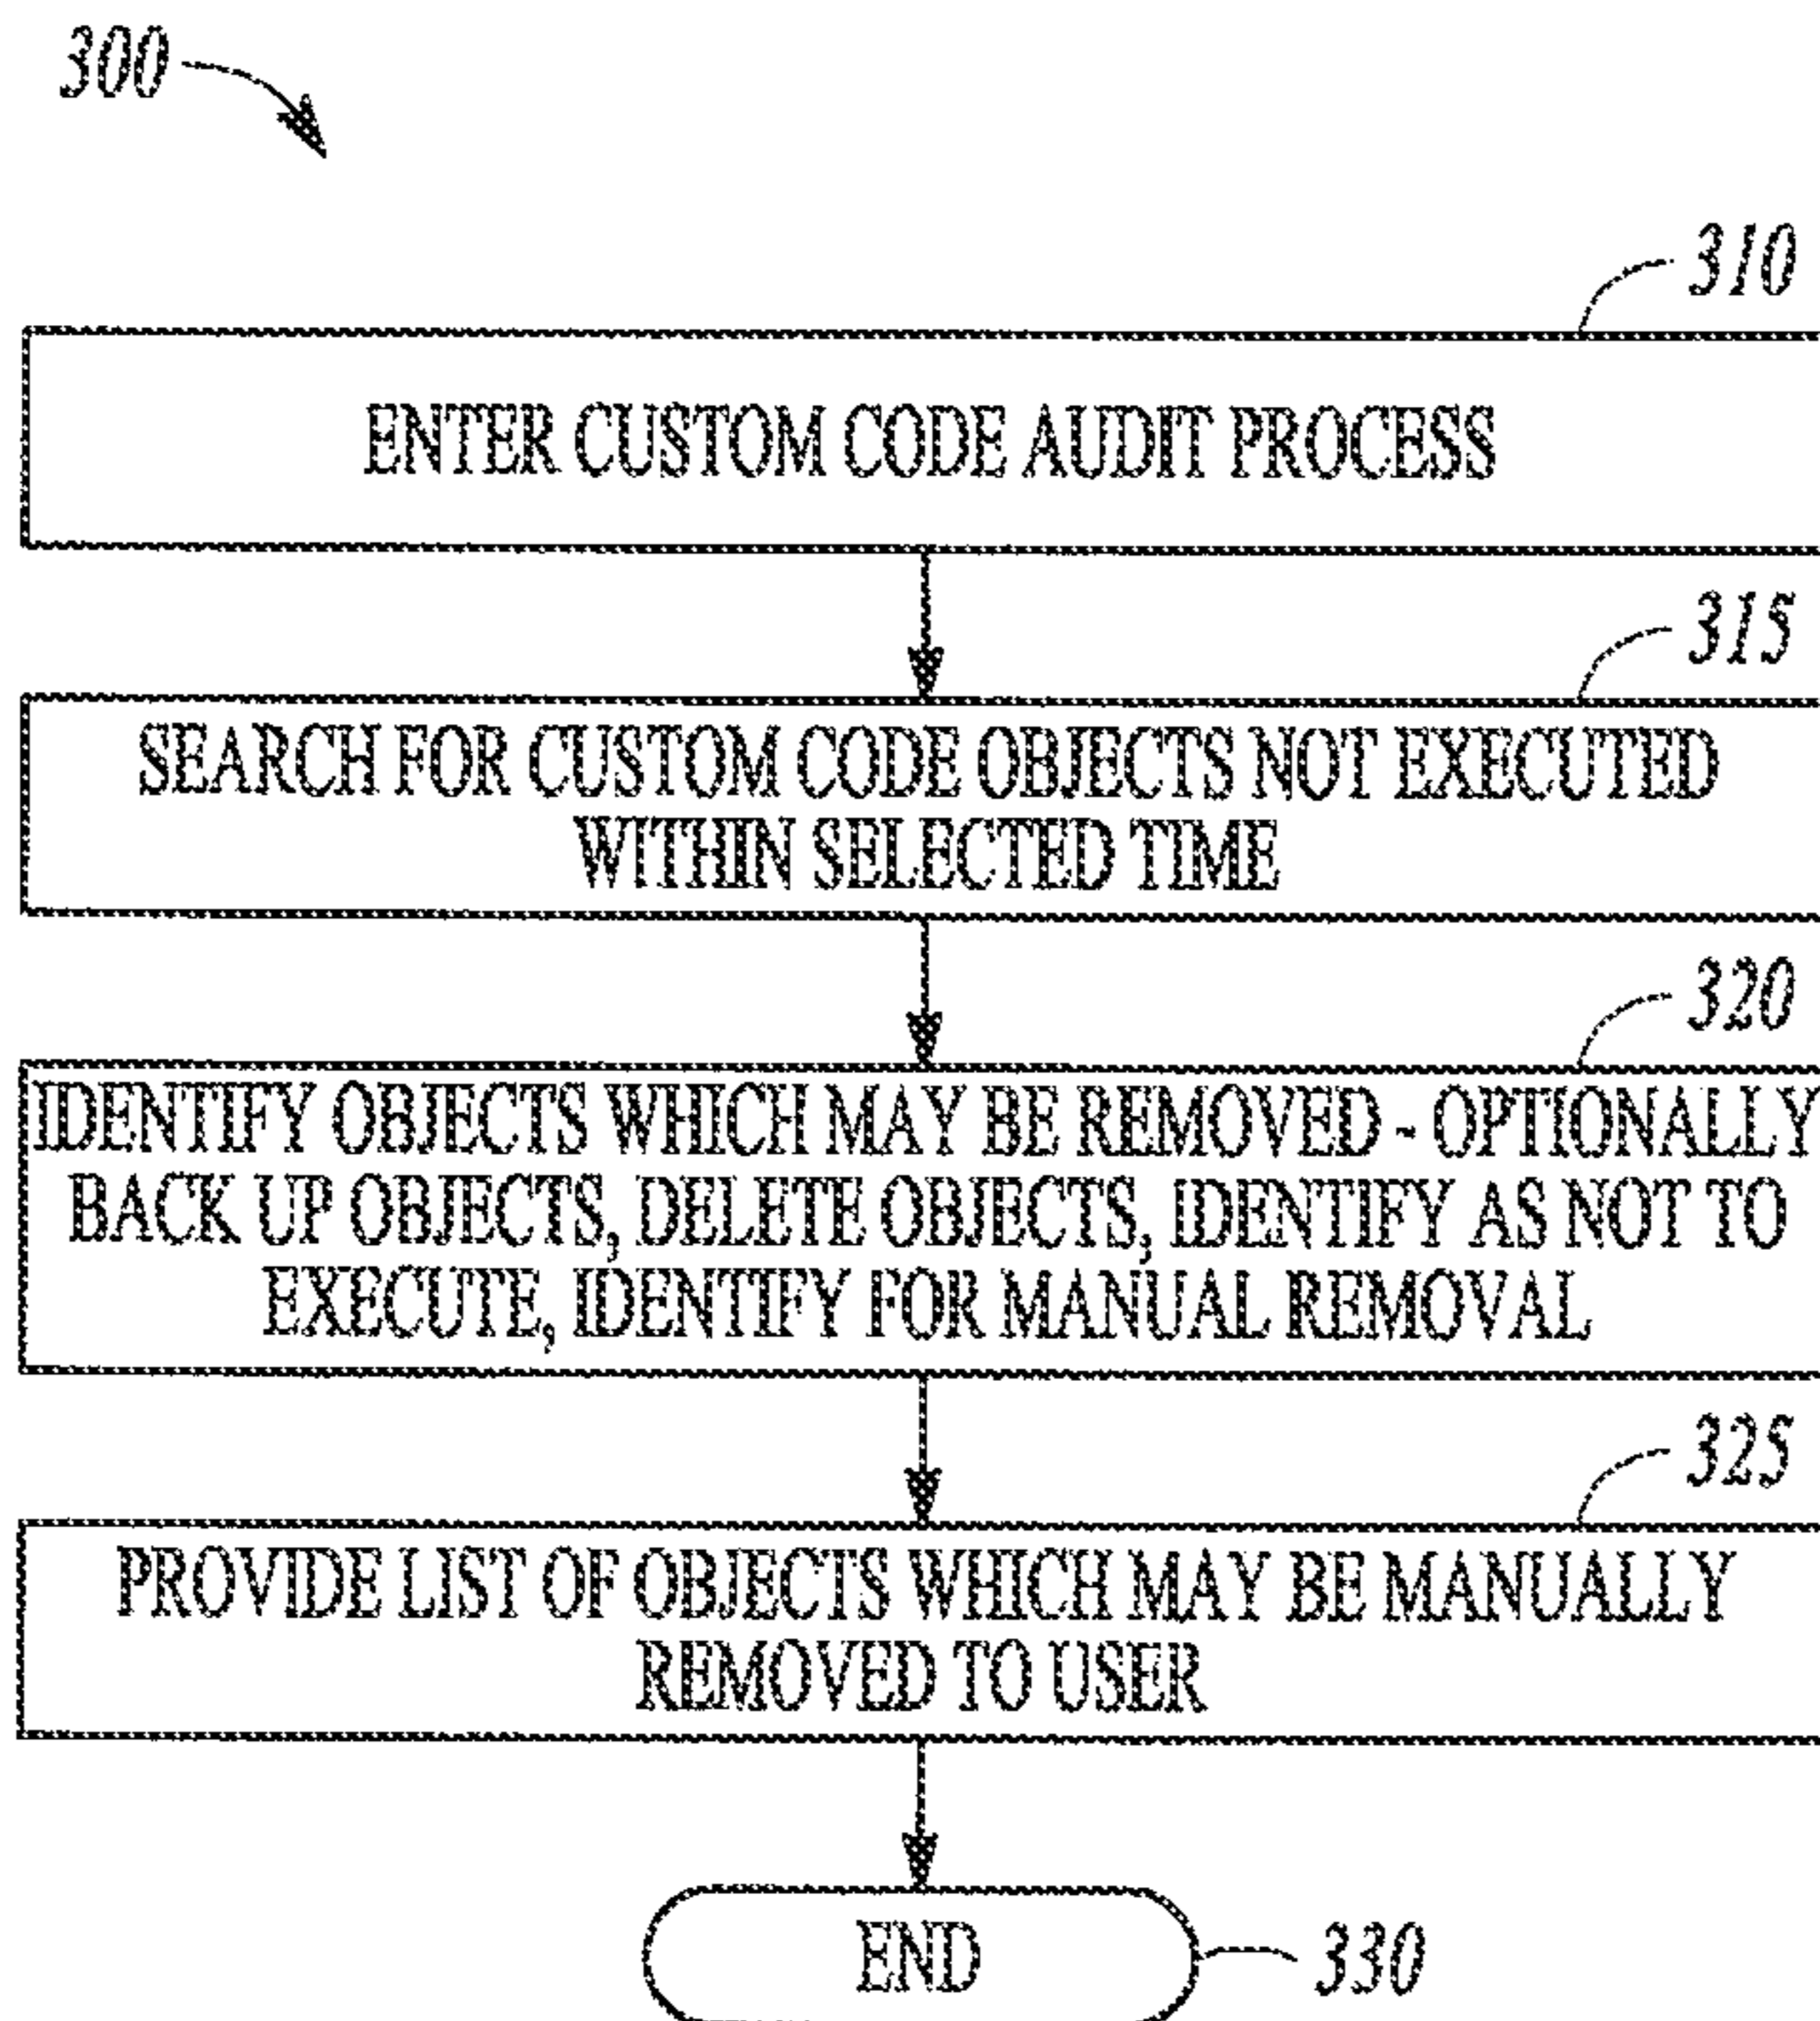 300
310
ENTER CUSTOM CODE AUDIT PROCESS
315
SEARCH FOR CUSTOM CODE OBJECTS NOT EXECUTED
WITHIN SELECTED TIME
320
IDENTIFY OBJECTS WHICH MAY BE REMOVED - OPTIONALLY
BACK UP OBJECTS, DELETE OBJECTS, IDENTIFY AS NOT TO
EXECUTE, IDENTIFY FOR MANUAL REMOVAL
325
PROVIDE LIST OF OBJECTS WHICH MAY BE MANUALLY
REMOVED TO USER
END
330